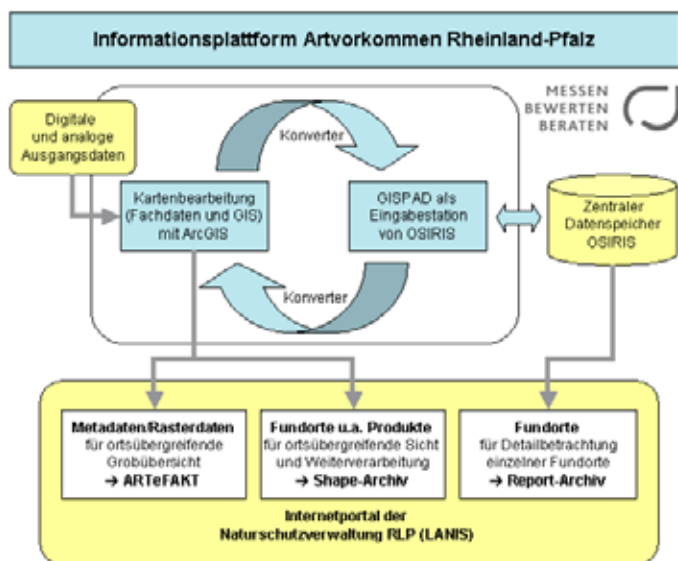 Informationsplattform Artvorkommen Rheinland-Pfalz
MESSEN
BEWERTEN
BERATEN
Digitale
und analoge
Ausgangsdaten
Konverter
Kartenbearbeitung
(Fachdaten und GIS)
mit ArcGIS
GISPAD als
Eingabestation
von OSIRIS
Zentraler
Datenspeicher
OSIRIS
Konverter
Metadaten/Rasterdaten
für ortsübergreifende
Grobübersicht
→ ARTeFAKT
Fundorte u.a. Produkte
für ortsübergreifende Sicht
und Weiterverarbeitung
→ Shape-Archiv
Fundorte
für Detailbetrachtung
einzelner Fundorte
→ Report-Archiv
Internetportal der
Naturschutzverwaltung RLP (LANIS)